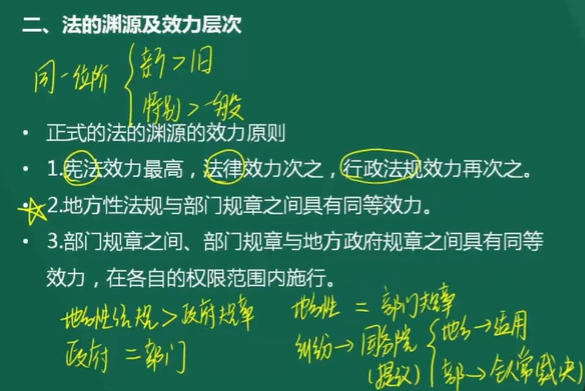 二、法的渊源及效力层次
同一位阶
新>旧
特别>一般
• 正式的法的渊源的效力原则
• 1.宪法效力最高，法律效力次之，行政法规效力再次之。
• 2.地方性法规与部门规章之间具有同等效力。
• 3.部门规章之间、部门规章与地方政府规章之间具有同等
效力，在各自的权限范围内施行。
地方性法规>政府规章
政府=部门
地方性=部门规章
纠纷→国务院
(提议)
地方→适用
部→全人常裁决